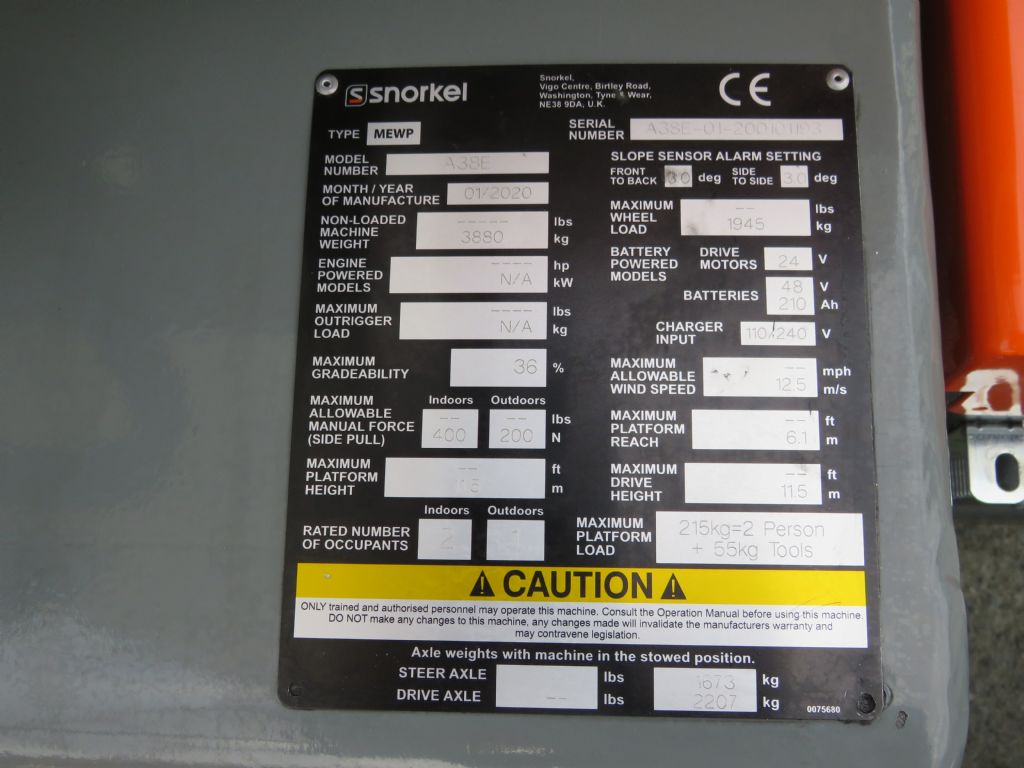 snorkel
Snorkel,
Vigo Centre, Birtley Road,
Washington, Tyne & Wear,
NE38 9DA, U.K.
CE
TYPE MEWP
SERIAL NUMBER A38E-01-200101193
MODEL NUMBER A38E
MONTH / YEAR OF MANUFACTURE 01/2020
NON-LOADED MACHINE WEIGHT ----- lbs
3880 kg
ENGINE POWERED MODELS ---- hp
N/A kW
MAXIMUM OUTRIGGER LOAD ---- lbs
N/A kg
MAXIMUM GRADEABILITY 36 %
MAXIMUM ALLOWABLE MANUAL FORCE (SIDE PULL)
Indoors Outdoors
-- -- lbs
400 200 N
MAXIMUM PLATFORM HEIGHT -- ft
11.5 m
Indoors Outdoors
RATED NUMBER OF OCCUPANTS 2 1
SLOPE SENSOR ALARM SETTING
FRONT TO BACK 3.0 deg SIDE TO SIDE 3.0 deg
MAXIMUM WHEEL LOAD -- lbs
1945 kg
BATTERY POWERED MODELS
DRIVE MOTORS 24 V
BATTERIES 48 V
210 Ah
CHARGER INPUT 110/240 V
MAXIMUM ALLOWABLE WIND SPEED -- mph
12.5 m/s
MAXIMUM PLATFORM REACH -- ft
6.1 m
MAXIMUM DRIVE HEIGHT -- ft
11.5 m
MAXIMUM PLATFORM LOAD 215kg=2 Person
+ 55kg Tools
CAUTION
ONLY trained and authorised personnel may operate this machine. Consult the Operation Manual before using this machine.
DO NOT make any changes to this machine, any changes made will invalidate the manufacturers warranty and
may contravene legislation.
Axle weights with machine in the stowed position.
STEER AXLE lbs 1673 kg
DRIVE AXLE -- lbs 2207 kg
0075680